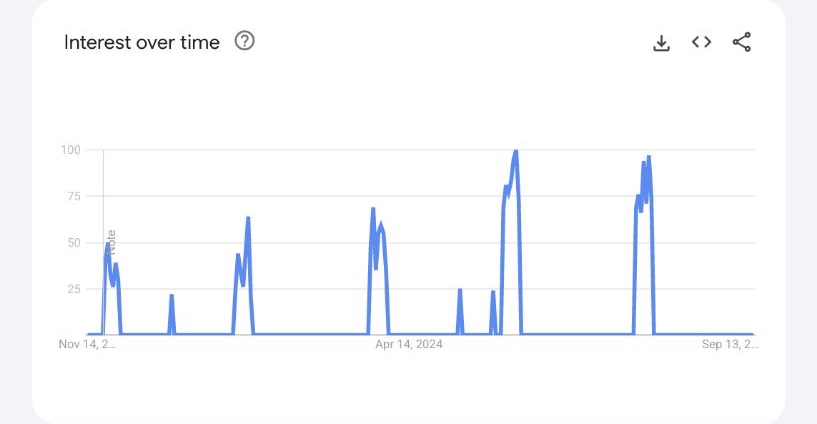 Interest over time
100
75
50
25
Note
Nov 14, 2...
Apr 14, 2024
Sep 13, 2...